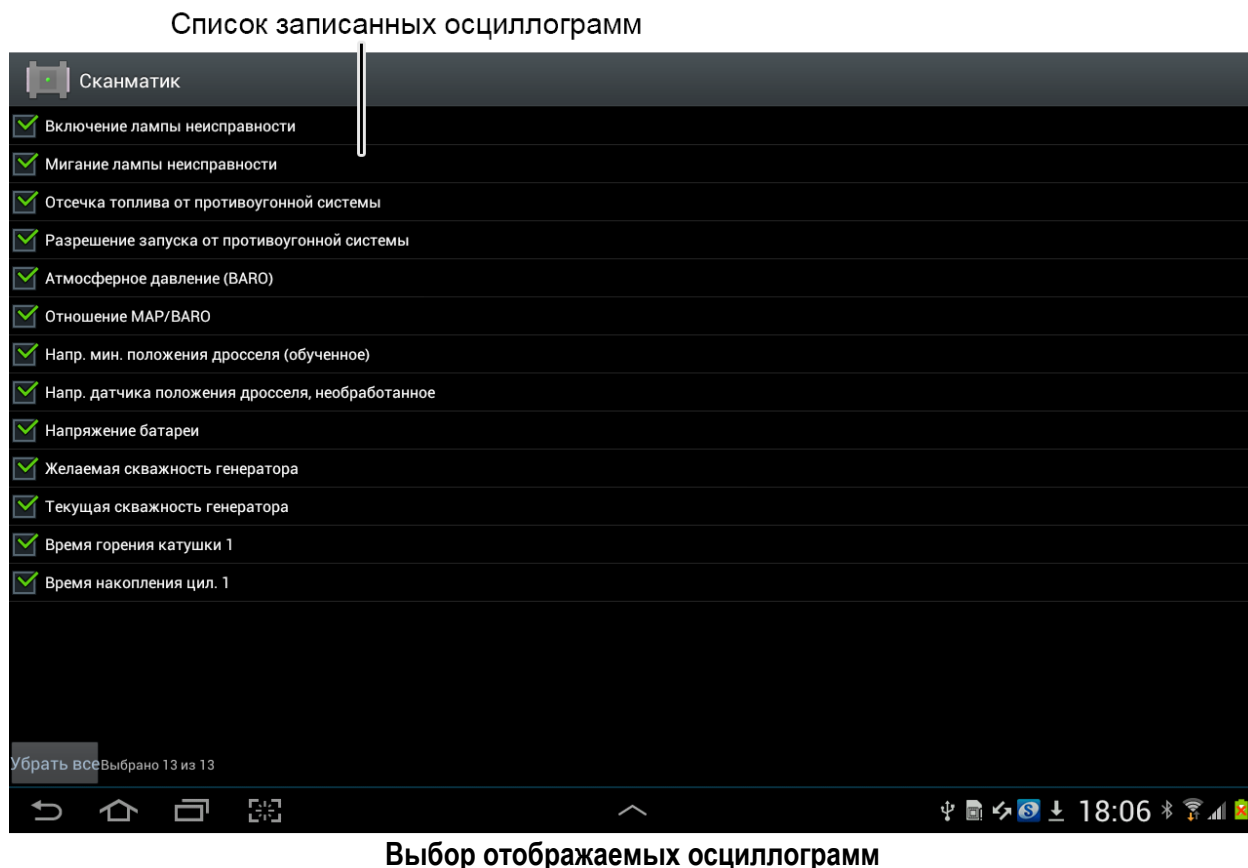 Список записанных осциллограмм
Сканматик
Включение лампы неисправности
Мигание лампы неисправности
Отсечка топлива от противоугонной системы
Разрешение запуска от противоугонной системы
Атмосферное давление (BARO)
Отношение MAP/BARO
Напр. мин. положения дросселя (обученное)
Напр. датчика положения дросселя, необработанное
Напряжение батареи
Желаемая скважность генератора
Текущая скважность генератора
Время горения катушки 1
Время накопления цил. 1
Убрать все Выбрано 13 из 13
18:06
Выбор отображаемых осциллограмм